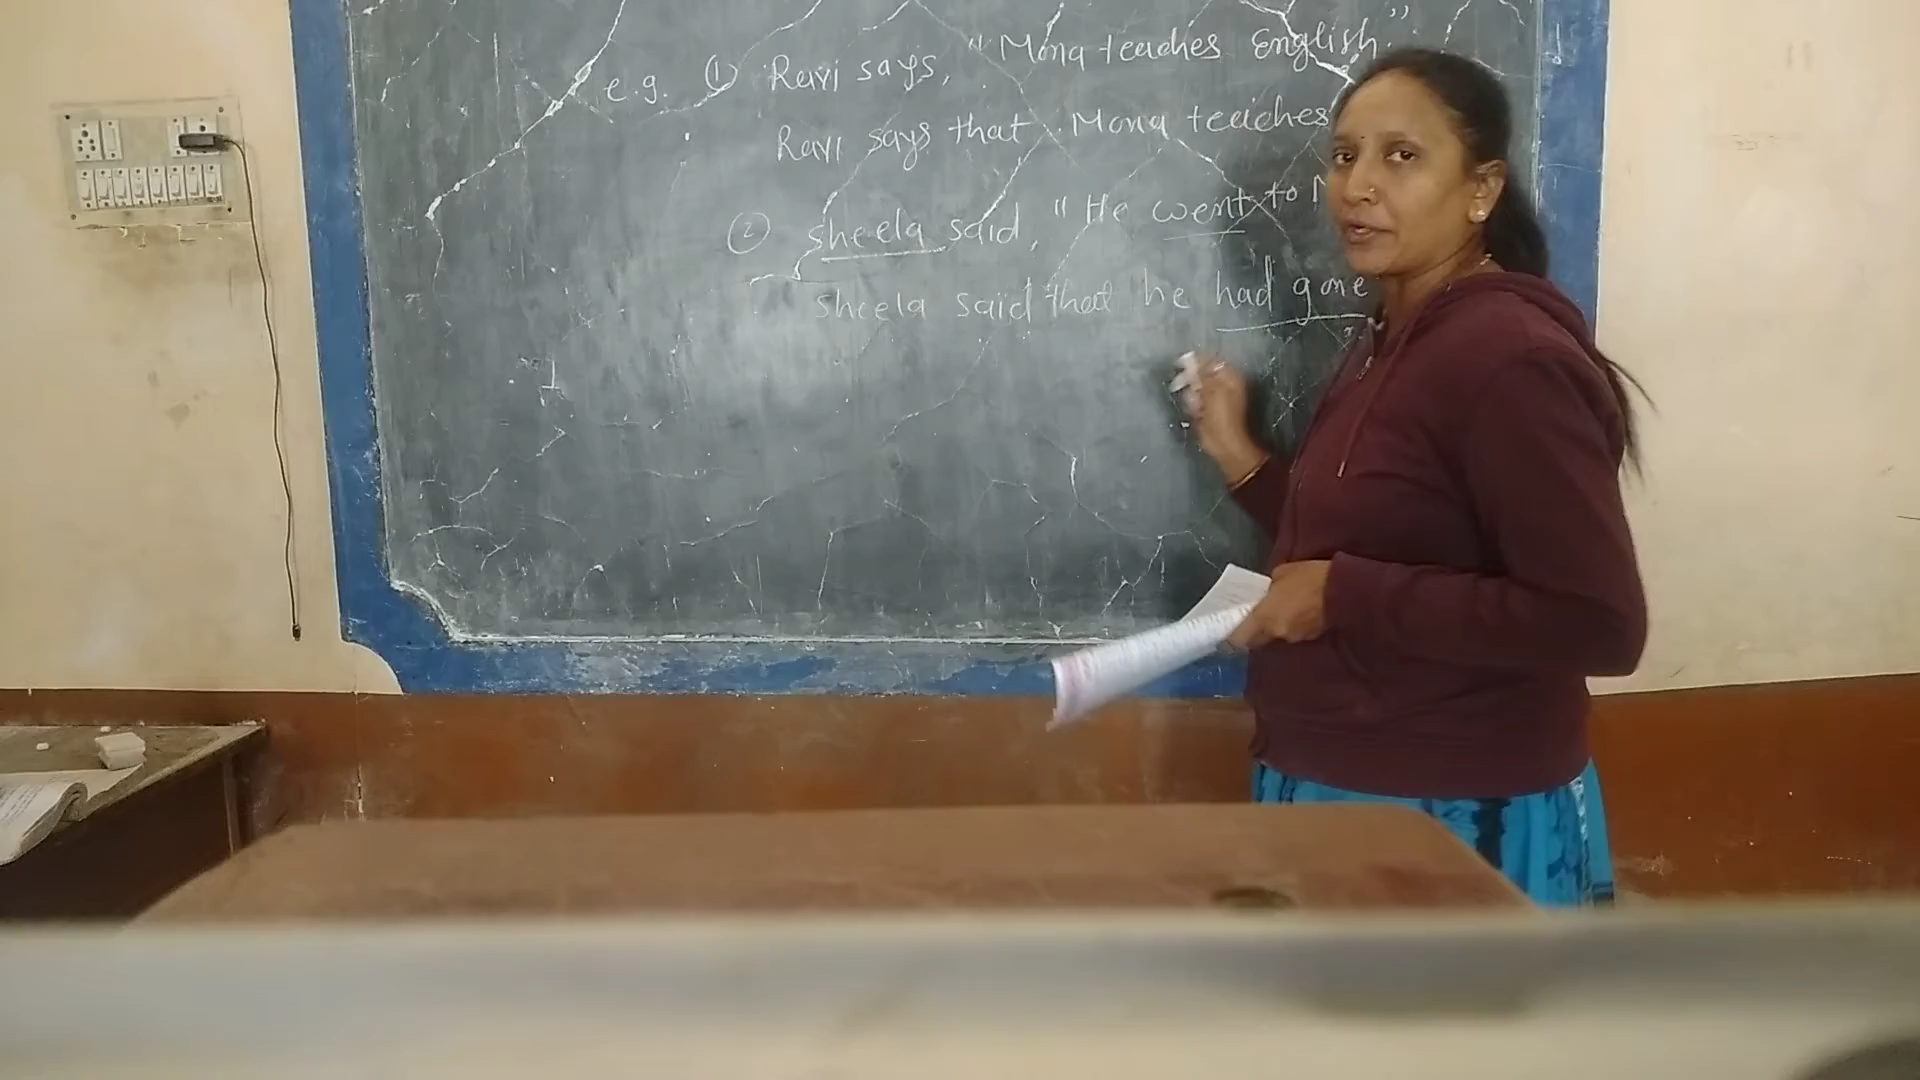 e.g. ① Ravi says, "Mona teaches English."
Ravi says that Mona teaches
② Sheela said, "He went to
Sheela said that he had gone